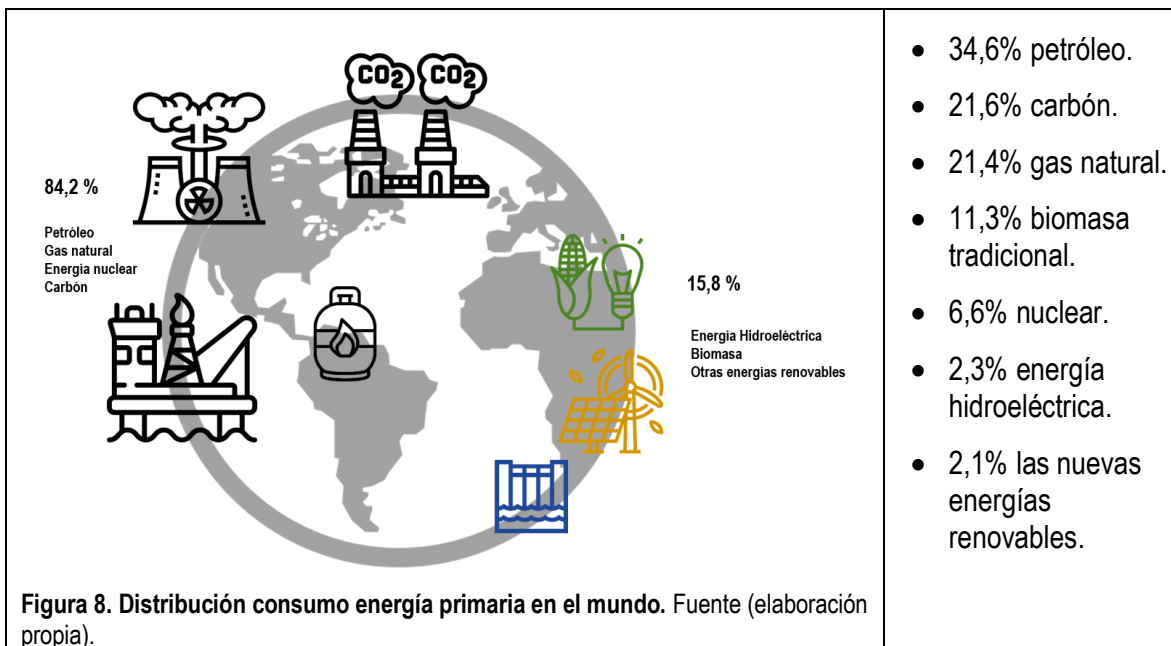 CO2 CO2
84,2 %
Petróleo
Gas natural
Energía nuclear
Carbón
15,8 %
Energía Hidroeléctrica
Biomasa
Otras energías renovables
Figura 8. Distribución consumo energía primaria en el mundo. Fuente (elaboración
propia).
• 34,6% petróleo.
• 21,6% carbón.
• 21,4% gas natural.
• 11,3% biomasa
tradicional.
• 6,6% nuclear.
• 2,3% energía
hidroeléctrica.
• 2,1% las nuevas
energías
renovables.